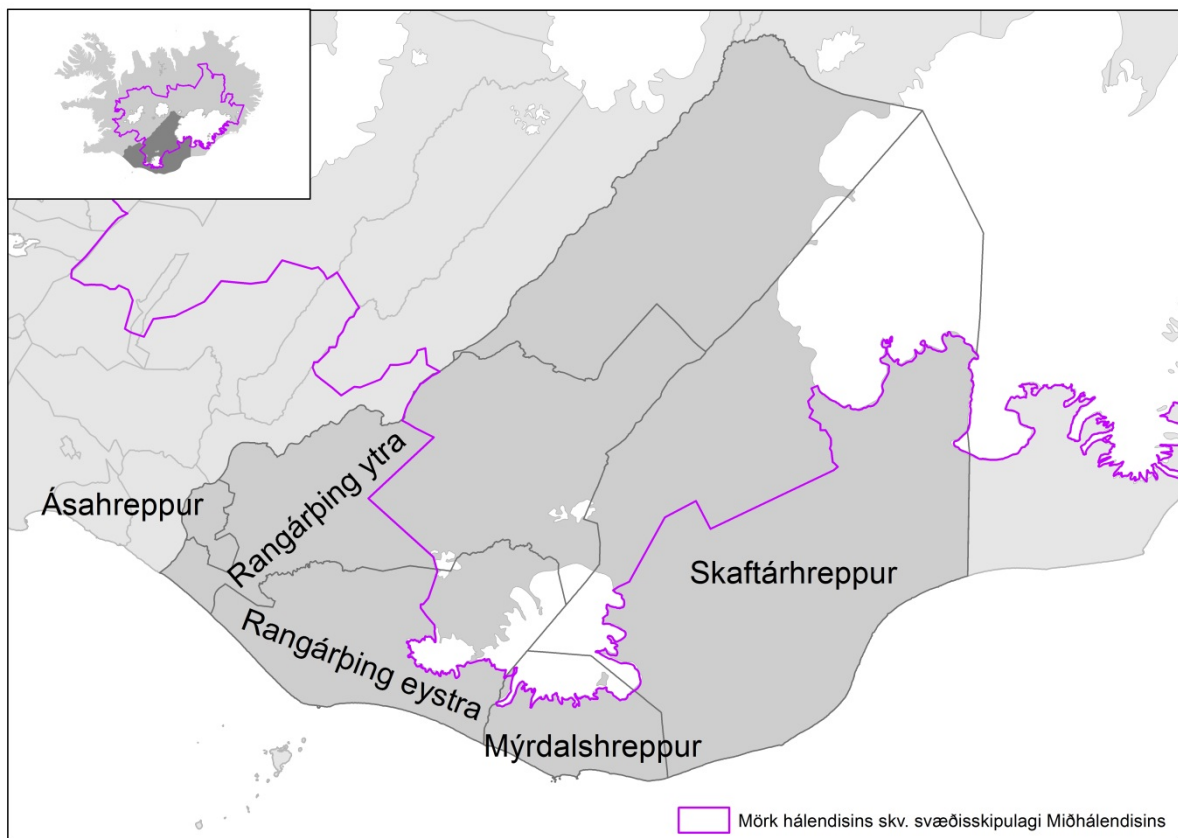 Ásahreppur
Rangárþing ytra
Skaftárhreppur
Rangárþing eystra
Mýrdalshreppur
Mörk hálendisins skv. svæðisskipulagi Miðhálendisins